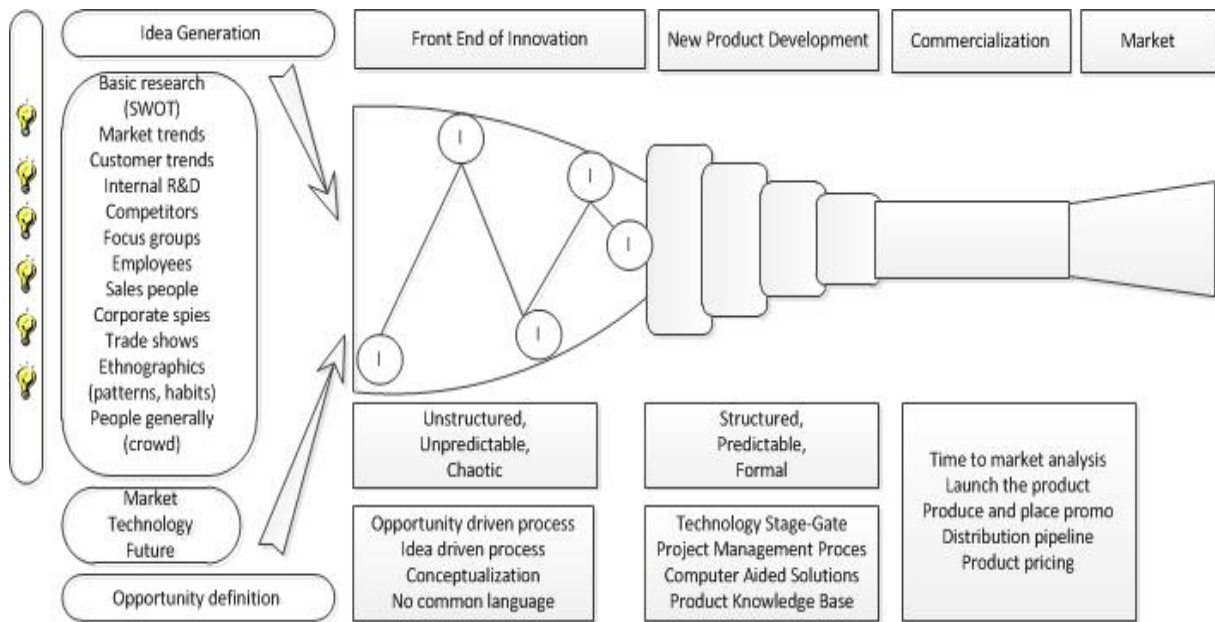 Idea Generation
Front End of Innovation
New Product Development
Commercialization
Market
Basic research
(SWOT)
Market trends
Customer trends
Internal R&D
Competitors
Focus groups
Employees
Sales people
Corporate spies
Trade shows
Ethnographics
(patterns, habits)
People generally
(crowd)
Market
Technology
Future
Opportunity definition
I
I
I
I
I
Unstructured,
Unpredictable,
Chaotic
Opportunity driven process
Idea driven process
Conceptualization
No common language
Structured,
Predictable,
Formal
Technology Stage-Gate
Project Management Proces
Computer Aided Solutions
Product Knowledge Base
Time to market analysis
Launch the product
Produce and place promo
Distribution pipeline
Product pricing